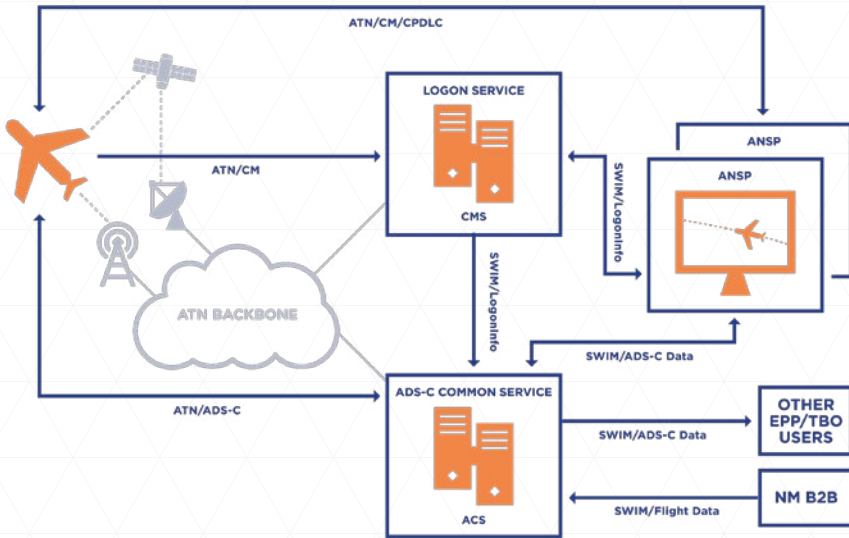 ATN/CM/CPDLC
LOGON SERVICE
CMS
ATN/CM
ANSP
ANSP
SWIM/LogonInfo
SWIM/LogonInfo
ATN BACKBONE
SWIM/ADS-C Data
ADS-C COMMON SERVICE
ACS
ATN/ADS-C
SWIM/ADS-C Data
OTHER
EPP/TBO
USERS
SWIM/Flight Data
NM B2B